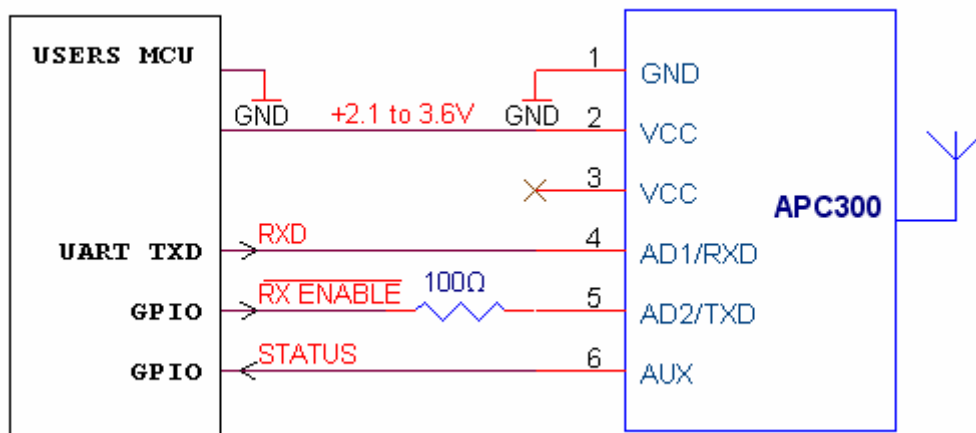 USERS MCU
GND
+2.1 to 3.6V
GND
1
GND
2
VCC
3
VCC
APC300
UART TXD
RXD
4
AD1/RXD
GPIO
RX ENABLE
100Ω
5
AD2/TXD
GPIO
STATUS
6
AUX